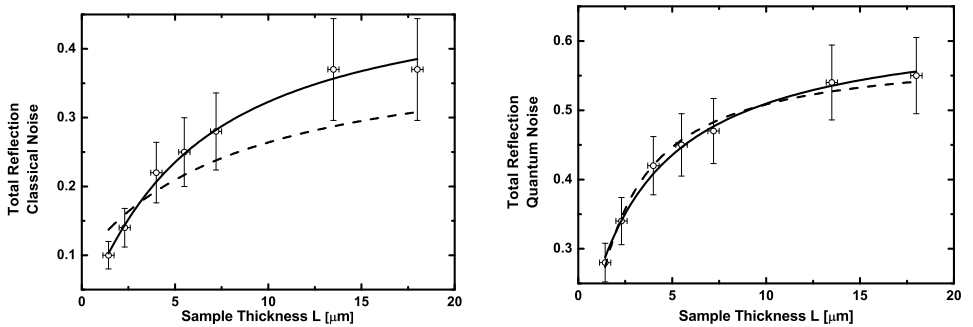 0.4
0.3
0.2
0.1
Total Reflection
Classical Noise
0 5 10 15 20
Sample Thickness L [μm]
0.6
0.5
0.4
0.3
Total Reflection
Quantum Noise
0 5 10 15 20
Sample Thickness L [μm]